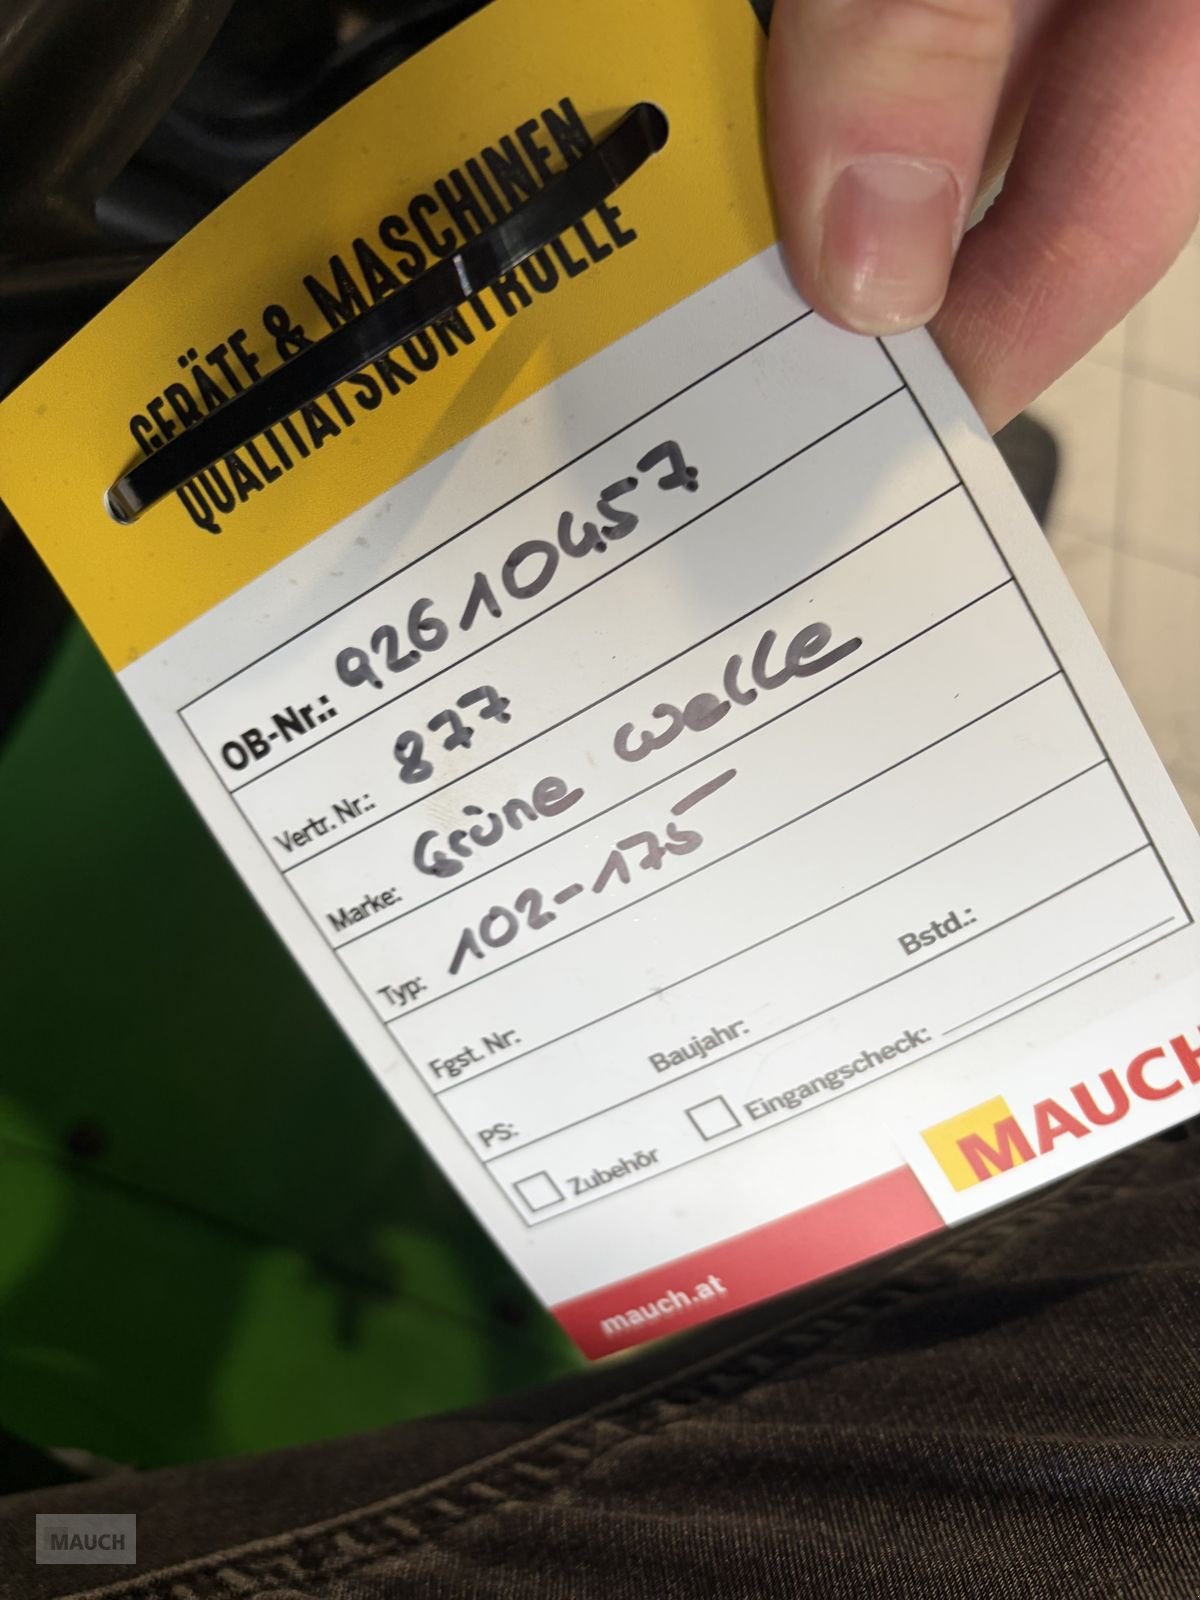 GERÄTE & MASCHINEN
QUALITÄTSKONTROLLE
OB-Nr.: 92610457
Vertr. Nr.: 877
Marke: Grüne Welle
Typ: 102-175-
Fgst. Nr.:
PS: Baujahr: Bstd.:
Zubehör Eingangscheck:
MAUCH
mauch.at
MAUCH